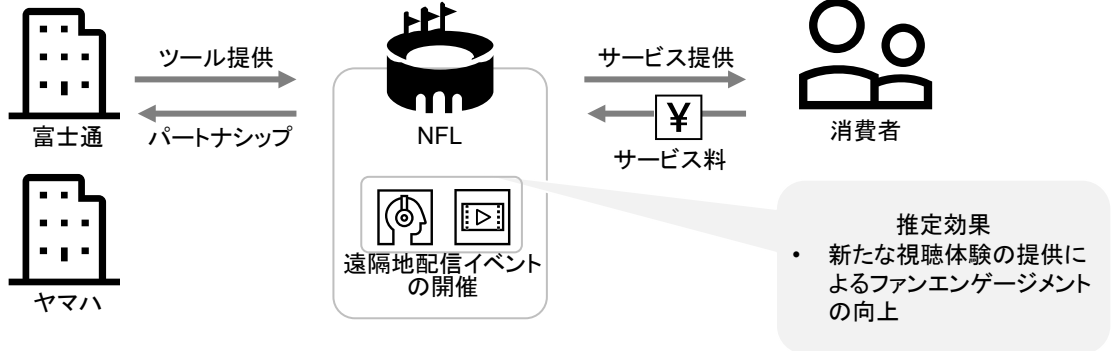 ツール提供
サービス提供
¥
富士通
パートナシップ
NFL
サービス料
消費者
遠隔地配信イベント
の開催
ヤマハ
推定効果
• 新たな視聴体験の提供に
よるファンエンゲージメント
の向上